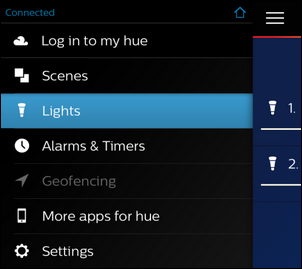 Connected
Log in to my hue
Scenes
Lights
Alarms & Timers
Geofencing
More apps for hue
Settings
1.
2.